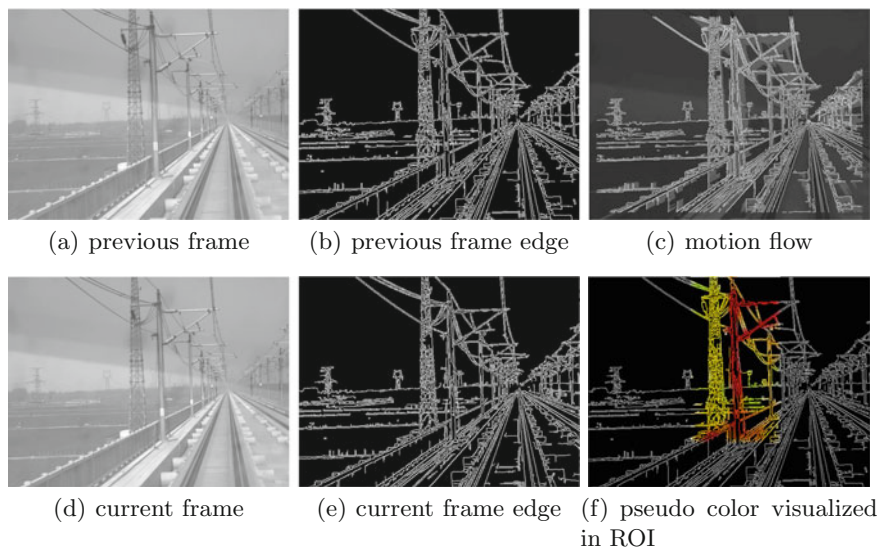 (a) previous frame
(b) previous frame edge
(c) motion flow
(d) current frame
(e) current frame edge
(f) pseudo color visualized
in ROI